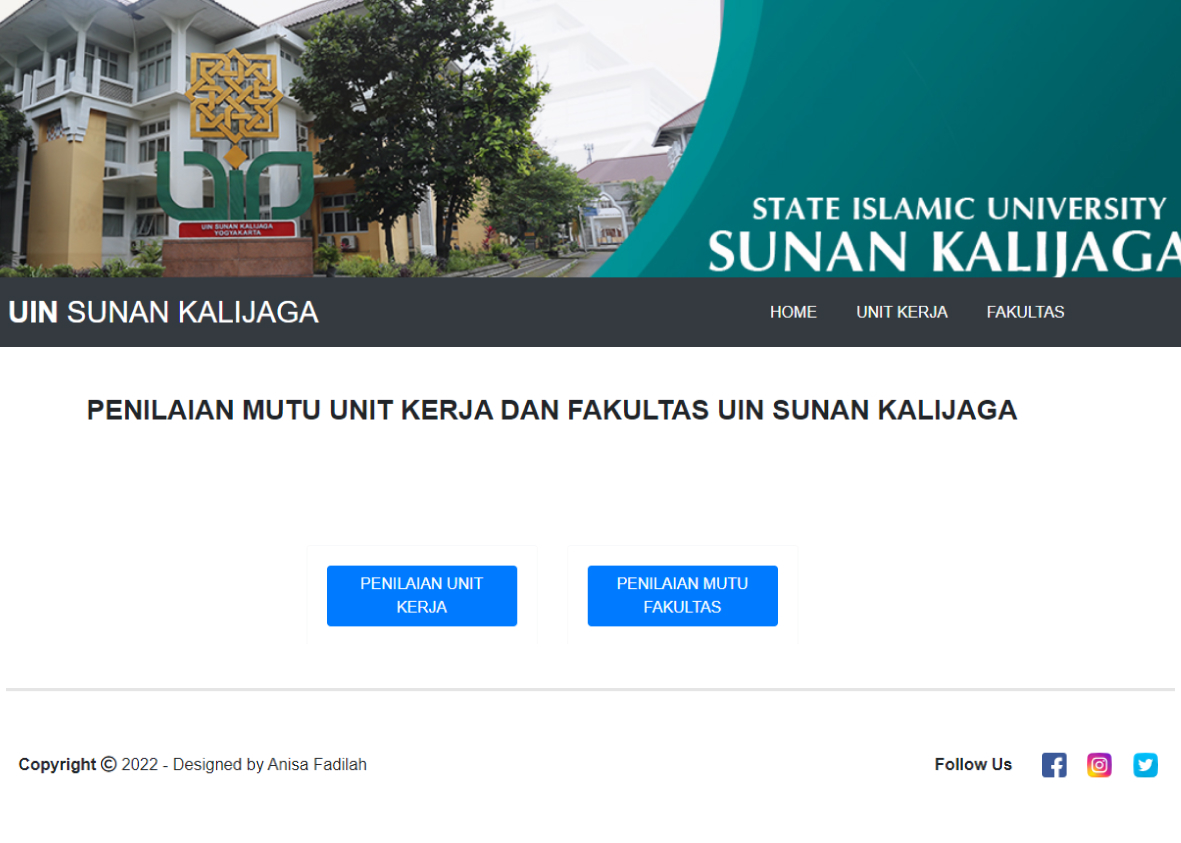 UIN SUNAN KALIJAGA
YOGYAKARTA
STATE ISLAMIC UNIVERSITY
SUNAN KALIJAGA
UIN SUNAN KALIJAGA
HOME UNIT KERJA FAKULTAS
PENILAIAN MUTU UNIT KERJA DAN FAKULTAS UIN SUNAN KALIJAGA
PENILAIAN UNIT
KERJA
PENILAIAN MUTU
FAKULTAS
Copyright © 2022 - Designed by Anisa Fadilah
Follow Us